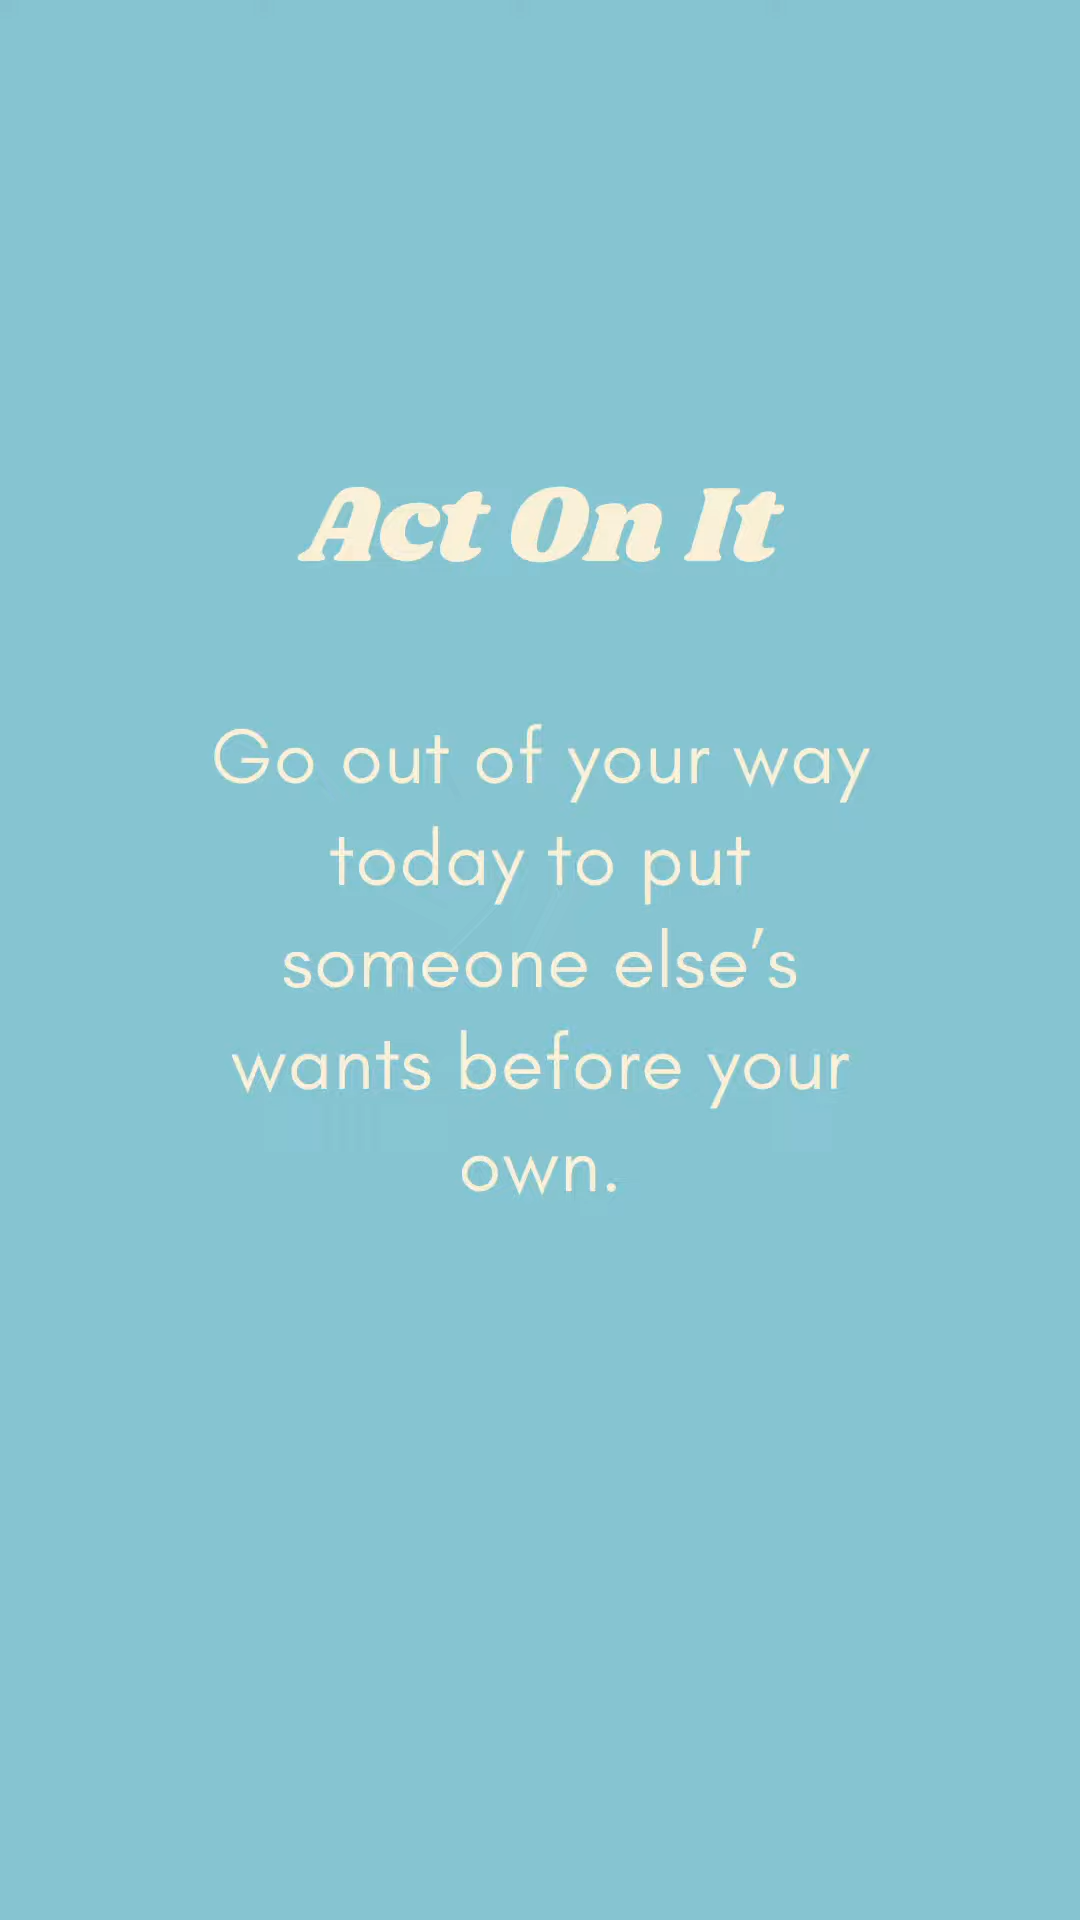 Act On It
Go out of your way
today to put
someone else’s
wants before your
own.